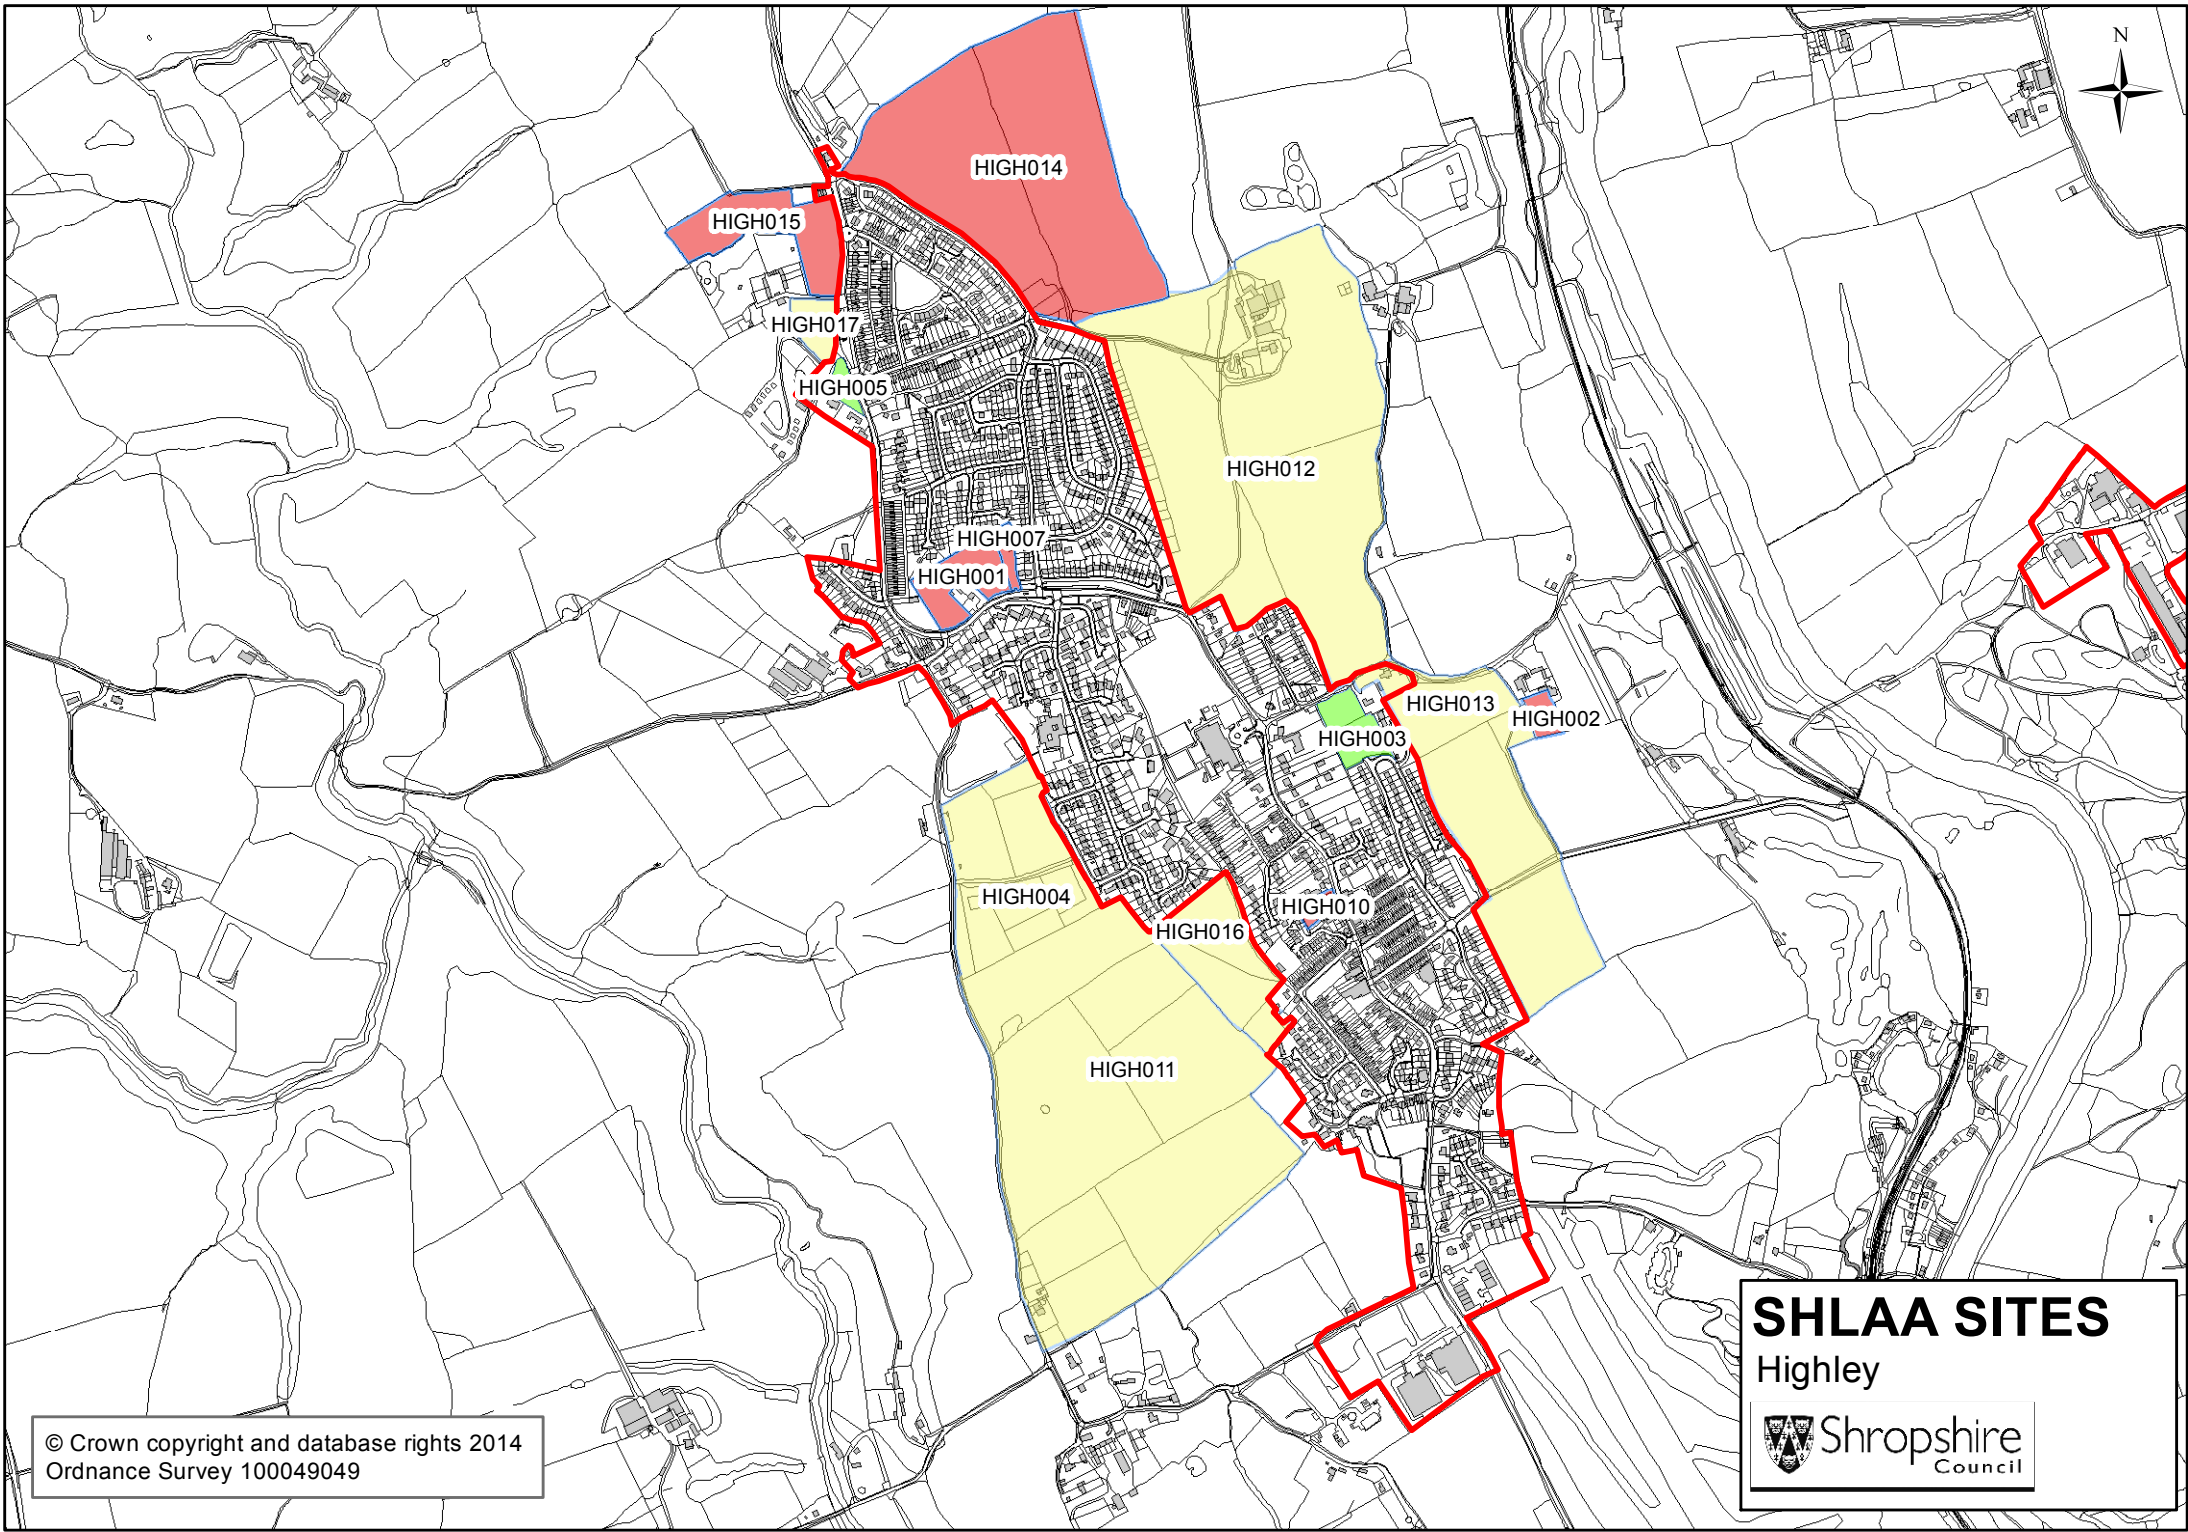 N
HIGH014
HIGH015
HIGH017
HIGH005
HIGH012
HIGH007
HIGH001
HIGH013
HIGH002
HIGH003
HIGH004
HIGH010
HIGH016
HIGH011
SHLAA SITES
Highley
Shropshire
Council
© Crown copyright and database rights 2014
Ordnance Survey 100049049